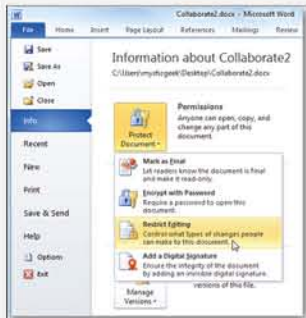 Collaborate2.docx - Microsoft Word
File Home Insert Page Layout References Mailings Review
Save
Save As
Open
Close
Info
Recent
New
Print
Save & Send
Help
Options
Exit
Information about Collaborate2
C:\Users\myitcgeek\Desktop\Collaborate2.docx
Protect
Document
Permissions
Anyone can open, copy, and
change any part of this
document.
Mark as Final
Let readers know the document is final
and make it read-only.
Encrypt with Password
Require a password to open this
document.
Restrict Editing
Control what types of changes people
can make to this document.
Add a Digital Signature
Ensure the integrity of the document
by adding an invisible digital signature.
Manage
Versions
versions of this file.